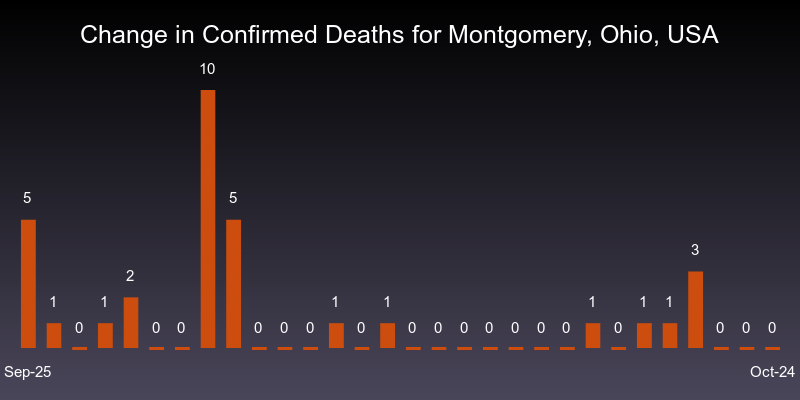 Change in Confirmed Deaths for Montgomery, Ohio, USA
10
5 5
3
2
1 1 1 1 1 1 1
0 0 0 0 0 0 0 0 0 0 0 0 0 0 0 0 0 0
Sep-25 Oct-24